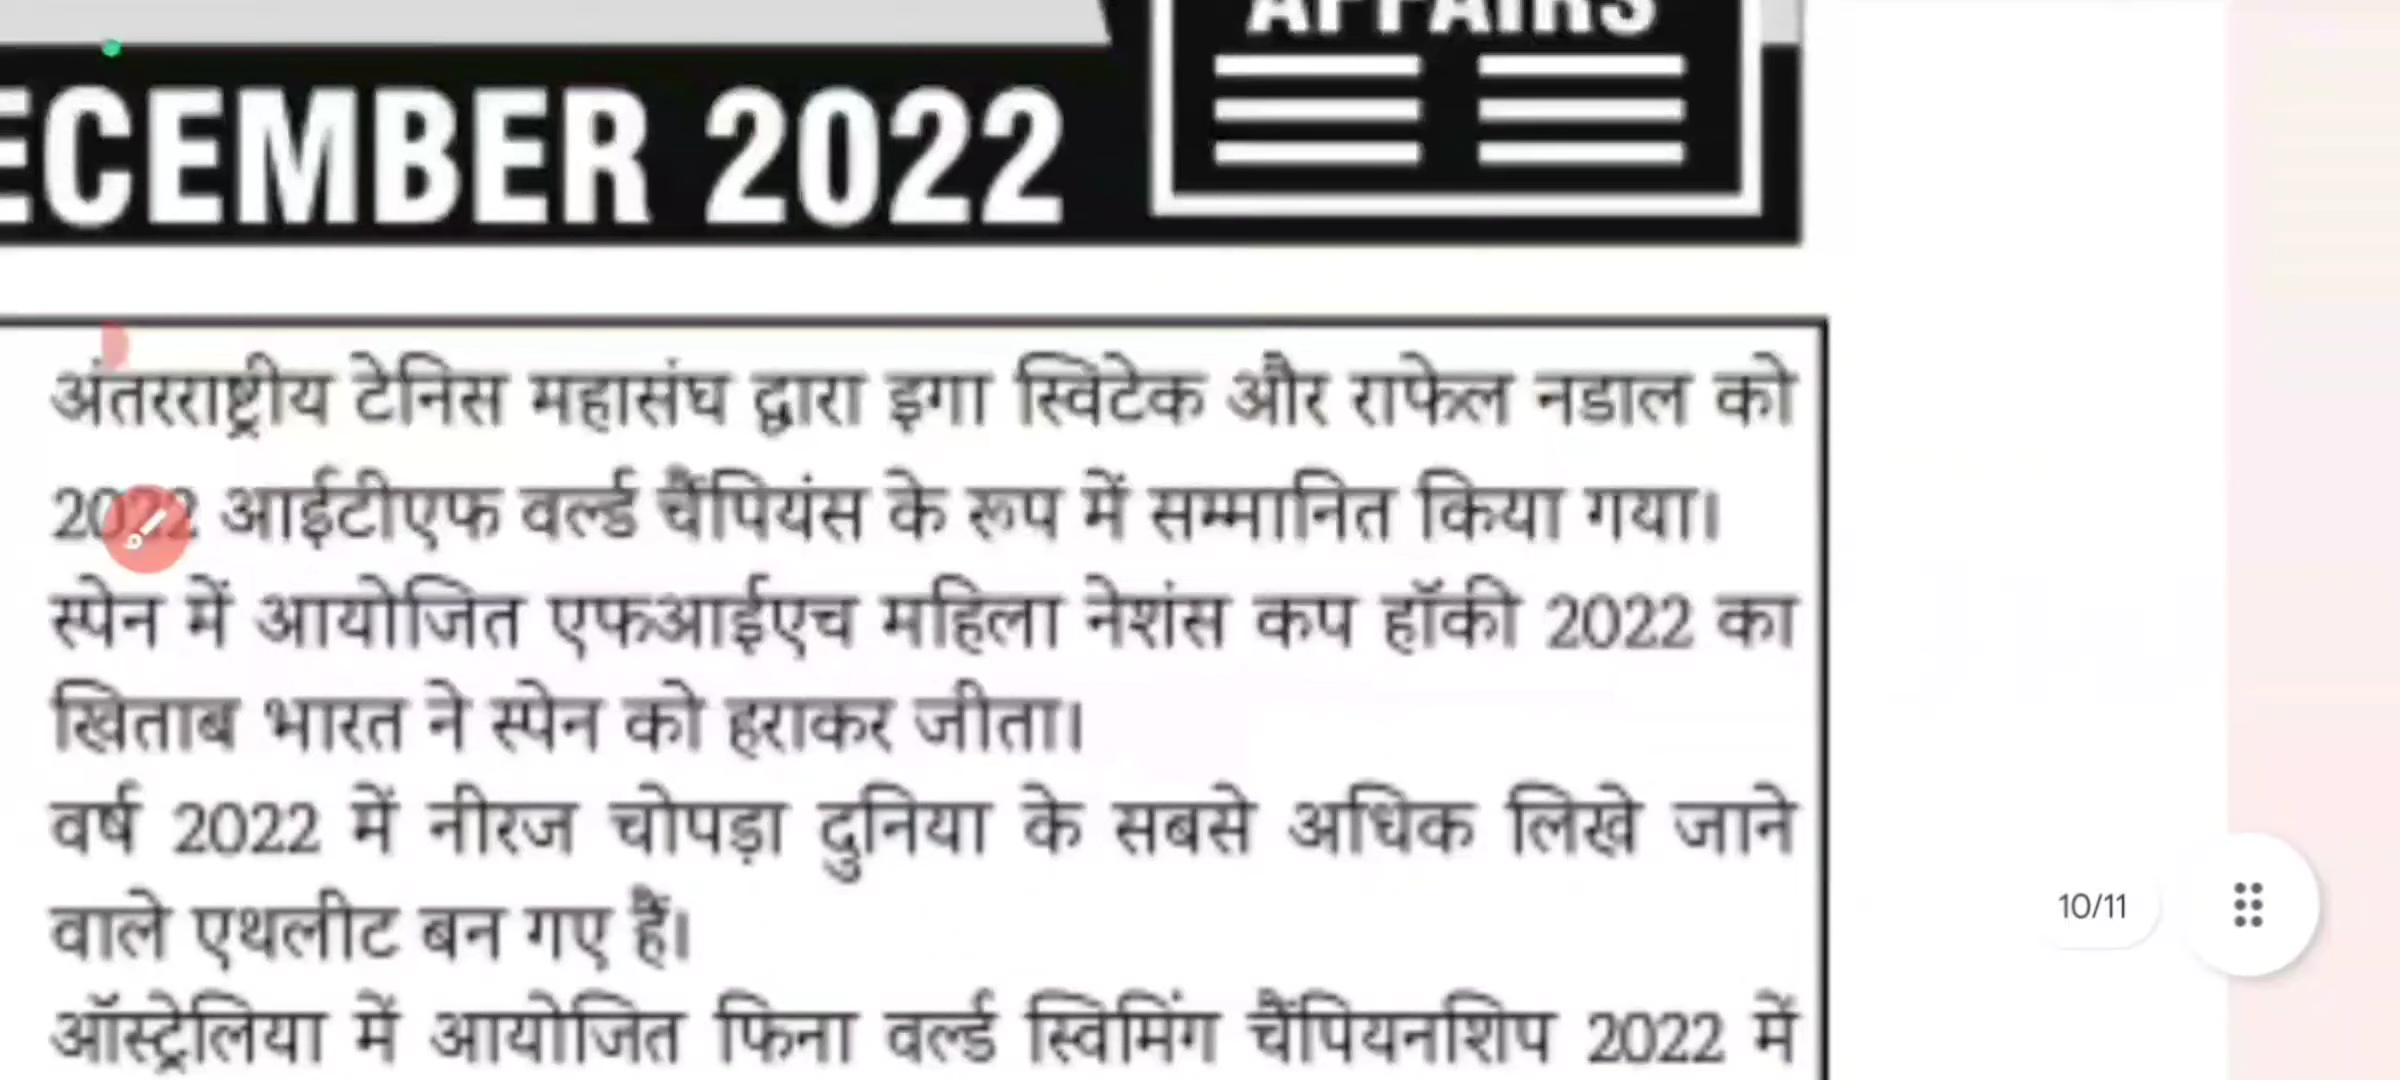 AFFAIRS
ECEMBER 2022
अंतरराष्ट्रीय टेनिस महासंघ द्वारा इगा स्विटेक और राफेल नडाल को
2022 आईटीएफ वर्ल्ड चैंपियंस के रूप में सम्मानित किया गया।
स्पेन में आयोजित एफआईएच महिला नेशंस कप हॉकी 2022 का
खिताब भारत ने स्पेन को हराकर जीता।
वर्ष 2022 में नीरज चोपड़ा दुनिया के सबसे अधिक लिखे जाने
वाले एथलीट बन गए हैं।
ऑस्ट्रेलिया में आयोजित फिना वर्ल्ड स्विमिंग चैंपियनशिप 2022 में
10/11